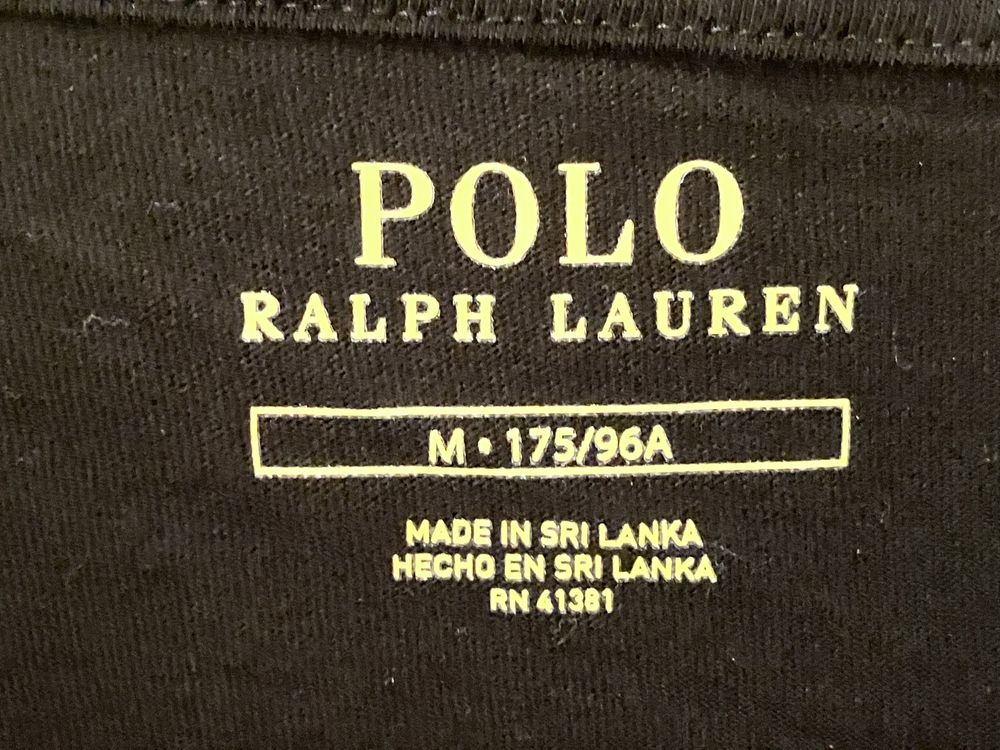 POLO
RALPH LAUREN
M • 175/96A
MADE IN SRI LANKA
HECHO EN SRI LANKA
RN 41381